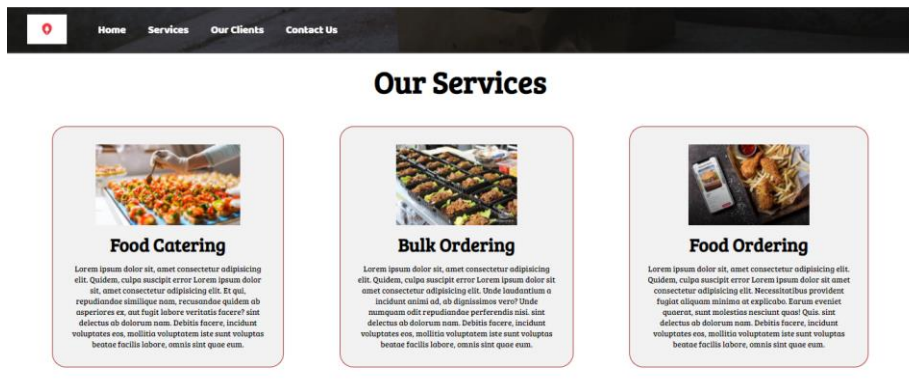 Home Services Our Clients Contact Us
Our Services
Food Catering
Lorem ipsum dolor sit, amet consectetur adipisicing
elit. Quidem, culpa suscipit error Lorem ipsum dolor
sit, amet consectetur adipisicing elit. Et qui,
repudiandae similique nam, recusandae quidem ab
asperiores ex, aut fugit labore veritatis facere? sint
delectus ab dolorum nam. Debitis facere, incidunt
voluptates eos, mollitia voluptatem iste sunt voluptas
beatae facilis labore, omnis sint quae eum.
Bulk Ordering
Lorem ipsum dolor sit, amet consectetur adipisicing
elit. Quidem, culpa suscipit error Lorem ipsum dolor sit
amet consectetur adipisicing elit. Unde laudantium a
incidunt animi ad, ab dignissimos vero? Unde
numquam odit repudiandae perferendis nisi. sint
delectus ab dolorum nam. Debitis facere, incidunt
voluptates eos, mollitia voluptatem iste sunt voluptas
beatae facilis labore, omnis sint quae eum.
Food Ordering
Lorem ipsum dolor sit, amet consectetur adipisicing elit.
Quidem, culpa suscipit error Lorem ipsum dolor sit amet
consectetur adipisicing elit. Necessitatibus provident
fugiat aliquam minima at explicabo. Earum eveniet
quaerat, sunt molestias nesciunt quas! Quis. sint
delectus ab dolorum nam. Debitis facere, incidunt
voluptates eos, mollitia voluptatem iste sunt voluptas
beatae facilis labore, omnis sint quae eum.